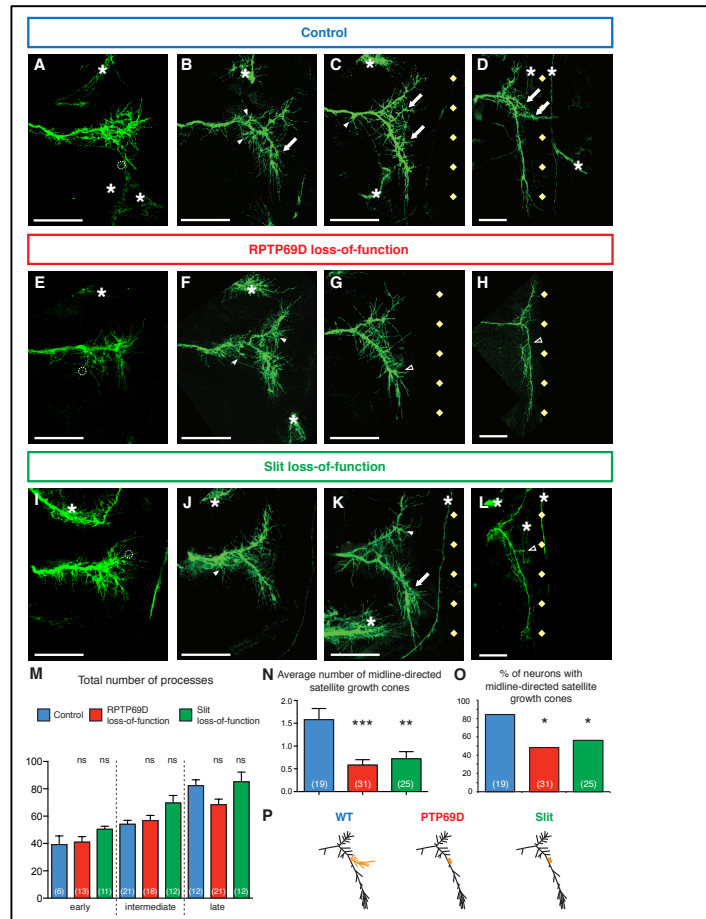 Control
A
B
C
D
*
*
*
*
*
*
*
*
*
RPTP69D loss-of-function
E
F
G
H
*
*
*
Slit loss-of-function
I
J
K
L
*
*
*
*
*
*
*
M
Total number of processes
Control
RPTP69D
loss-of-function
Slit
loss-of-function
ns ns
ns ns
ns ns
100
80
60
40
20
0
(6) (13) (11)
(21) (18) (12)
(12) (21) (12)
early
intermediate
late
N
Average number of midline-directed
satellite growth cones
2.0
1.5
1.0
0.5
0.0
***
**
(19) (31) (25)
O
% of neurons with
midline-directed satellite
growth cones
100
80
60
40
20
0
*
*
(19) (31) (25)
P
WT
PTP69D
Slit